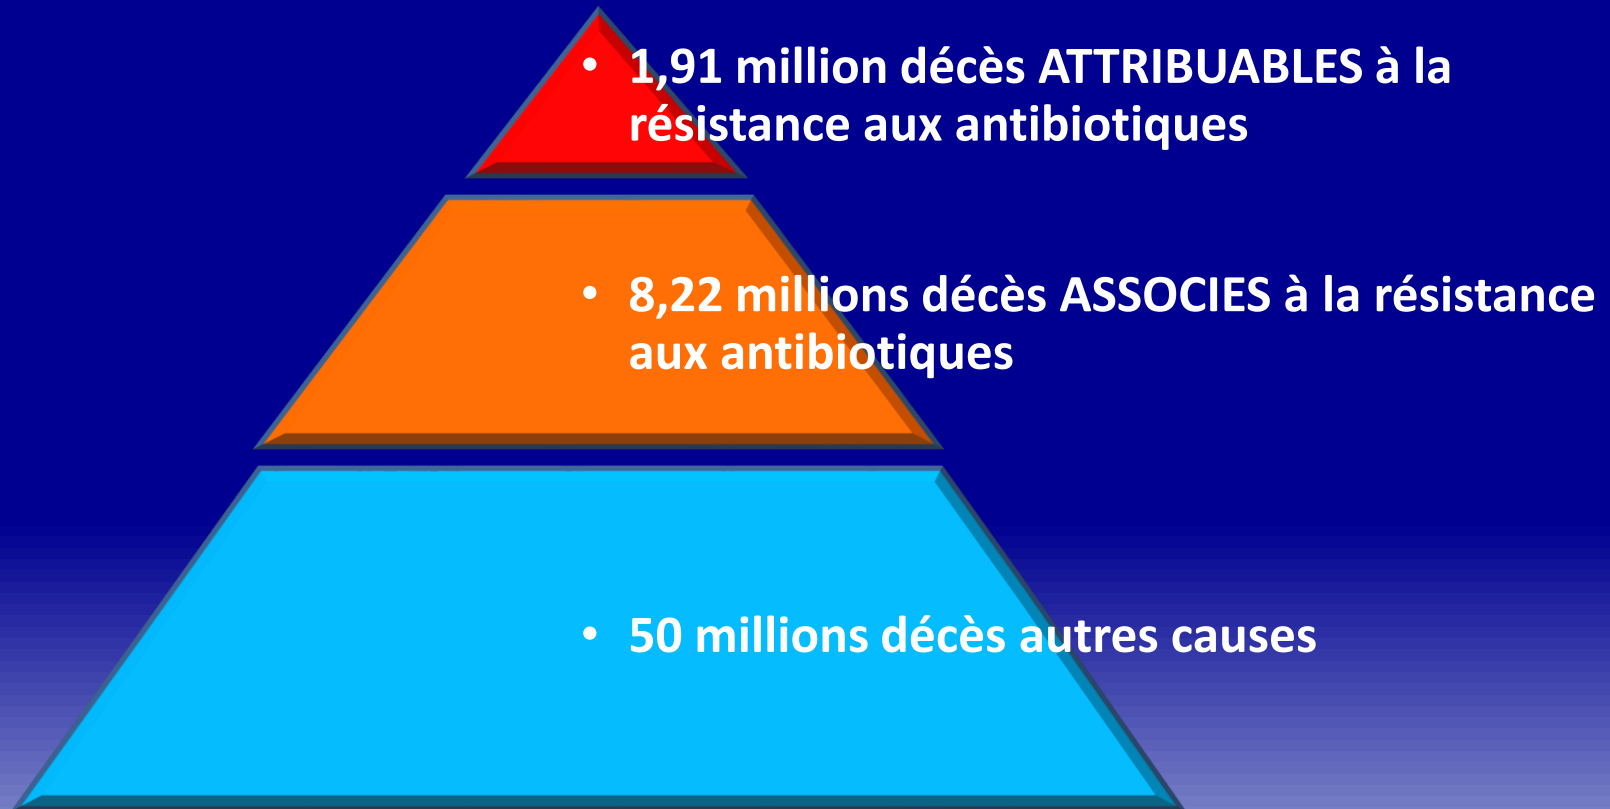 • 1,91 million décès ATTRIBUABLES à la
résistance aux antibiotiques
• 8,22 millions décès ASSOCIES à la résistance
aux antibiotiques
• 50 millions décès autres causes